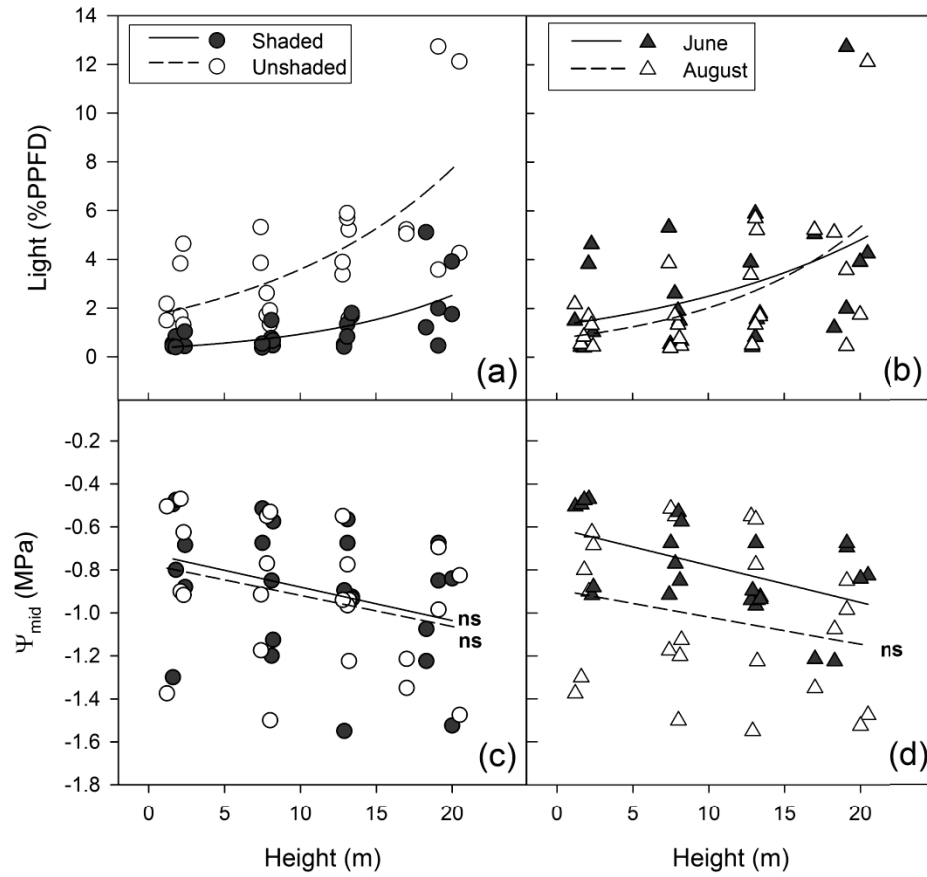 14
12
10
8
6
4
2
0
Light (%PPFD)
Shaded
Unshaded
(a)
June
August
(b)
-0.2
-0.4
-0.6
-0.8
-1.0
-1.2
-1.4
-1.6
-1.8
Ψmid (MPa)
ns
ns
(c)
ns
(d)
0 5 10 15 20
0 5 10 15 20
Height (m)
Height (m)